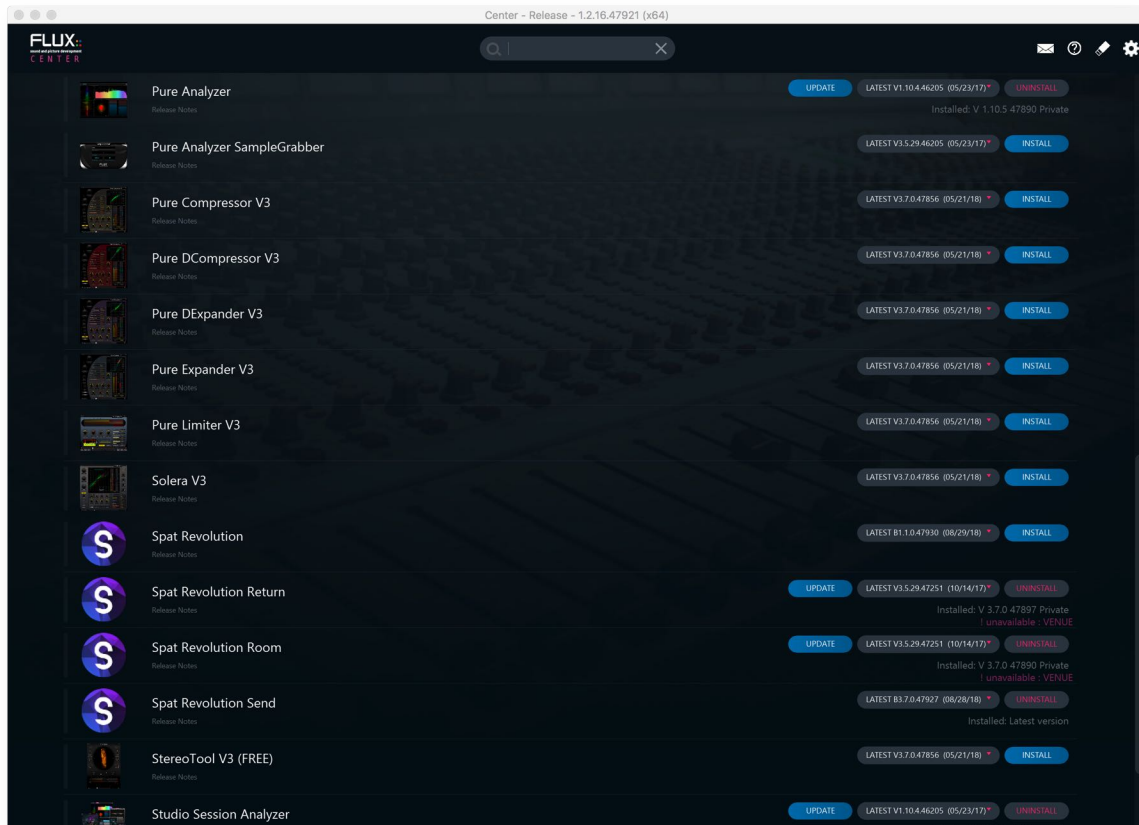 Center - Release - 1.2.16.47921 (x64)
FLUX::
sound and picture development
CENTER
Pure Analyzer
Release Notes
UPDATE LATEST V1.10.4.46205 (05/23/17) UNINSTALL
Installed: V 1.10.5 47890 Private
Pure Analyzer SampleGrabber
Release Notes
LATEST V3.5.29.46205 (05/23/17) INSTALL
Pure Compressor V3
Release Notes
LATEST V3.7.0.47856 (05/21/18) INSTALL
Pure DCompressor V3
Release Notes
LATEST V3.7.0.47856 (05/21/18) INSTALL
Pure DExpander V3
Release Notes
LATEST V3.7.0.47856 (05/21/18) INSTALL
Pure Expander V3
Release Notes
LATEST V3.7.0.47856 (05/21/18) INSTALL
Pure Limiter V3
Release Notes
LATEST V3.7.0.47856 (05/21/18) INSTALL
Solera V3
Release Notes
LATEST V3.7.0.47856 (05/21/18) INSTALL
S
Spat Revolution
Release Notes
LATEST B1.1.0.47930 (08/29/18) INSTALL
S
Spat Revolution Return
Release Notes
UPDATE LATEST V3.5.29.47251 (10/14/17) UNINSTALL
Installed: V 3.7.0 47897 Private
! unavailable : VENUE
S
Spat Revolution Room
Release Notes
UPDATE LATEST V3.5.29.47251 (10/14/17) UNINSTALL
Installed: V 3.7.0 47890 Private
! unavailable : VENUE
S
Spat Revolution Send
Release Notes
LATEST B3.7.0.47927 (08/28/18) UNINSTALL
Installed: Latest version
StereoTool V3 (FREE)
Release Notes
LATEST V3.7.0.47856 (05/21/18) INSTALL
Studio Session Analyzer
UPDATE LATEST V1.10.4.46205 (05/23/17) UNINSTALL